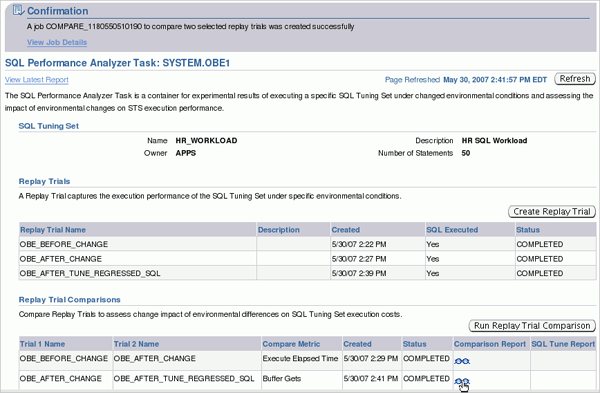 Confirmation
A job COMPARE_1180550510190 to compare two selected replay trials was created successfully
View Job Details
SQL Performance Analyzer Task: SYSTEM.OBE1
View Latest Report
Page Refreshed May 30, 2007 2:41:57 PM EDT Refresh
The SQL Performance Analyzer Task is a container for experimental results of executing a specific SQL Tuning Set under changed environmental conditions and assessing the
impact of environmental changes on STS execution performance.
SQL Tuning Set
Name HR_WORKLOAD Description HR SQL Workload
Owner APPS Number of Statements 50
Replay Trials
A Replay Trial captures the execution performance of the SQL Tuning Set under specific environmental conditions.
Create Replay Trial
Replay Trial Name Description Created SQL Executed Status
OBE_BEFORE_CHANGE 5/30/07 2:22 PM Yes COMPLETED
OBE_AFTER_CHANGE 5/30/07 2:27 PM Yes COMPLETED
OBE_AFTER_TUNE_REGRESSED_SQL 5/30/07 2:39 PM Yes COMPLETED
Replay Trial Comparisons
Compare Replay Trials to assess change impact of environmental differences on SQL Tuning Set execution costs.
Run Replay Trial Comparison
Trial 1 Name Trial 2 Name Compare Metric Created Status Comparison Report SQL Tune Report
OBE_BEFORE_CHANGE OBE_AFTER_CHANGE Execute Elapsed Time 5/30/07 2:29 PM COMPLETED
OBE_AFTER_CHANGE OBE_AFTER_TUNE_REGRESSED_SQL Buffer Gets 5/30/07 2:41 PM COMPLETED